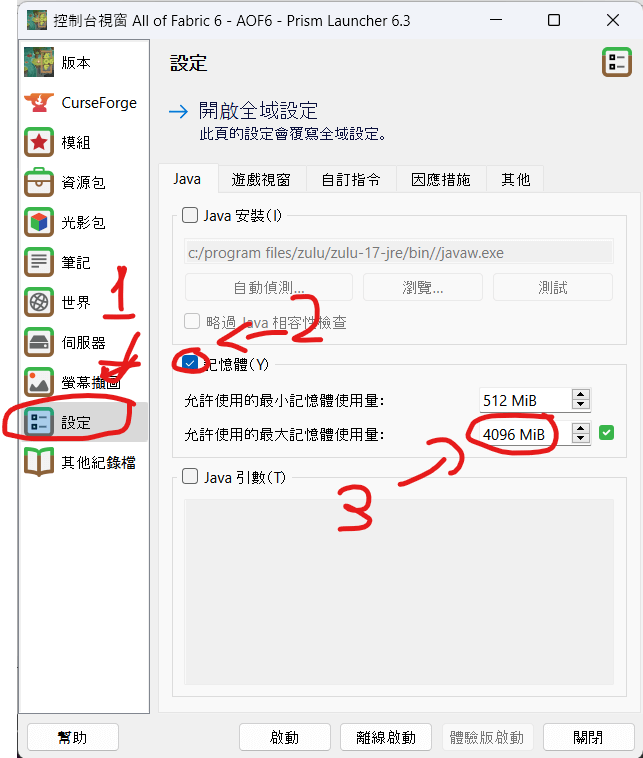 控制台視窗 All of Fabric 6 - AOF6 - Prism Launcher 6.3
版本
CurseForge
模組
資源包
光影包
筆記
世界
伺服器
螢幕擷圖
設定
其他紀錄檔
1
設定
開啟全域設定
此頁的設定會覆寫全域設定。
Java
遊戲視窗
自訂指令
因應措施
其他
Java 安裝(I)
c:/program files/zulu/zulu-17-jre/bin//javaw.exe
自動偵測...
瀏覽...
測試
略過 Java 相容性檢查
2
記憶體(Y)
允許使用的最小記憶體使用量：
512 MiB
允許使用的最大記憶體使用量：
4096 MiB
3
Java 引數(T)
幫助
啟動
離線啟動
體驗版啟動
關閉